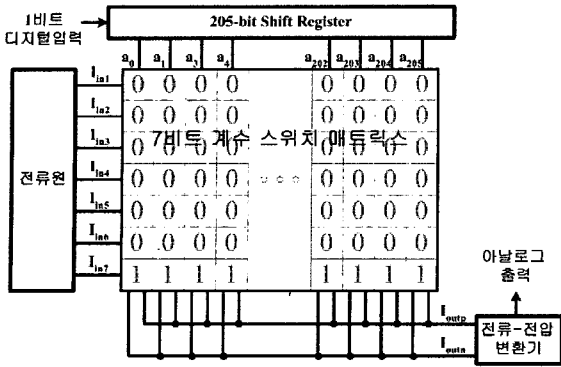 1비트
디지털입력
205-bit Shift Register
a0 a1 a3 a4 a202 a203 a204 a205
전류원
Iin1 0 0 0 0 0 0 0 0
Iin2 0 0 0 0 0 0 0 0
7비트 계수 스위치 매트릭스
Iin3 0 0 0 0 0 0 0 0
Iin4 0 0 0 0 0 0 0 0
Iin5 0 0 0 0 0 0 0 0
Iin6 0 0 0 0 0 0 0 0
Iin7 1 1 1 1 1 1 1 1
아날로그
출력
Ioutp
Ioutn
전류-전압
변환기